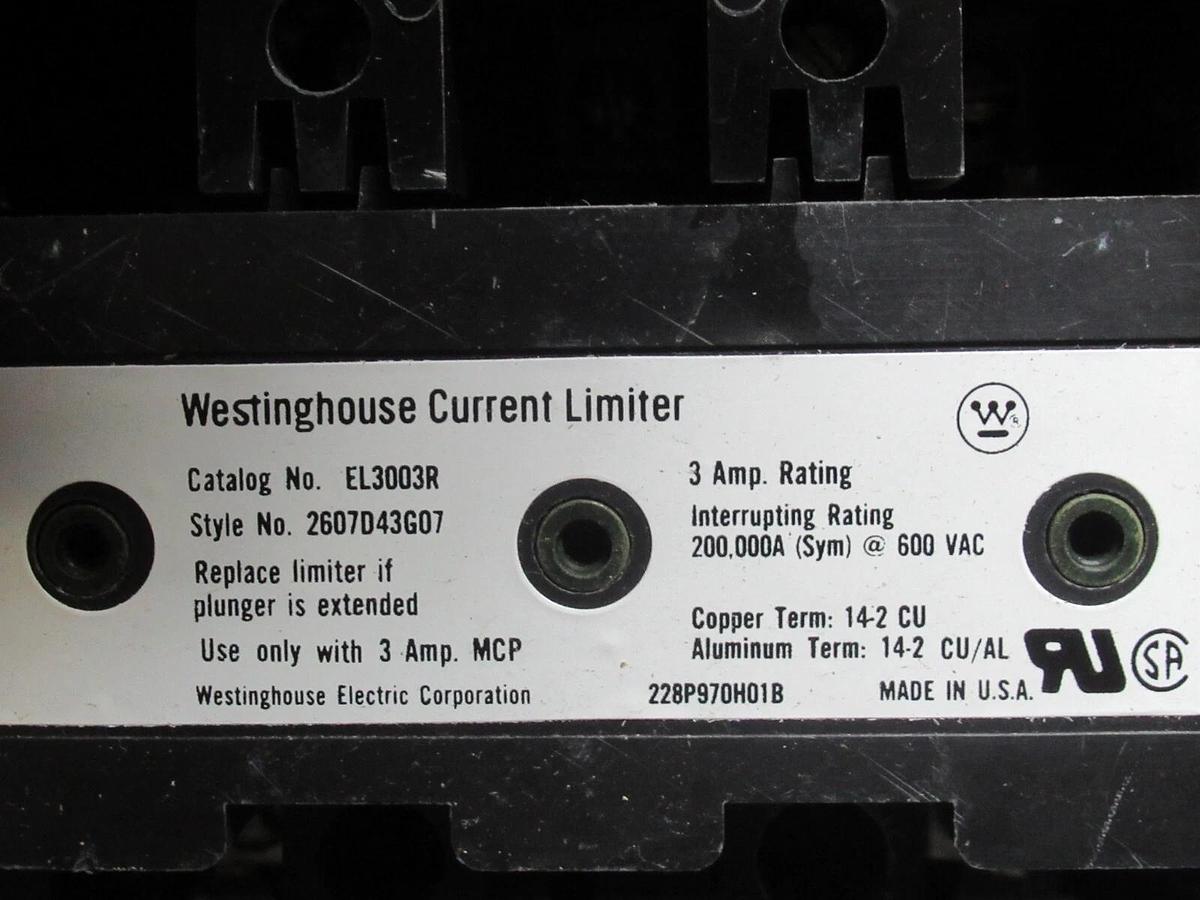 Westinghouse Current Limiter
W
®
Catalog No. EL3003R
Style No. 2607D43G07
Replace limiter if
plunger is extended
Use only with 3 Amp. MCP
Westinghouse Electric Corporation
3 Amp. Rating
Interrupting Rating
200,000A (Sym) @ 600 VAC
Copper Term: 14-2 CU
Aluminum Term: 14-2 CU/AL
228P970H01B
MADE IN U.S.A.
RU
SA